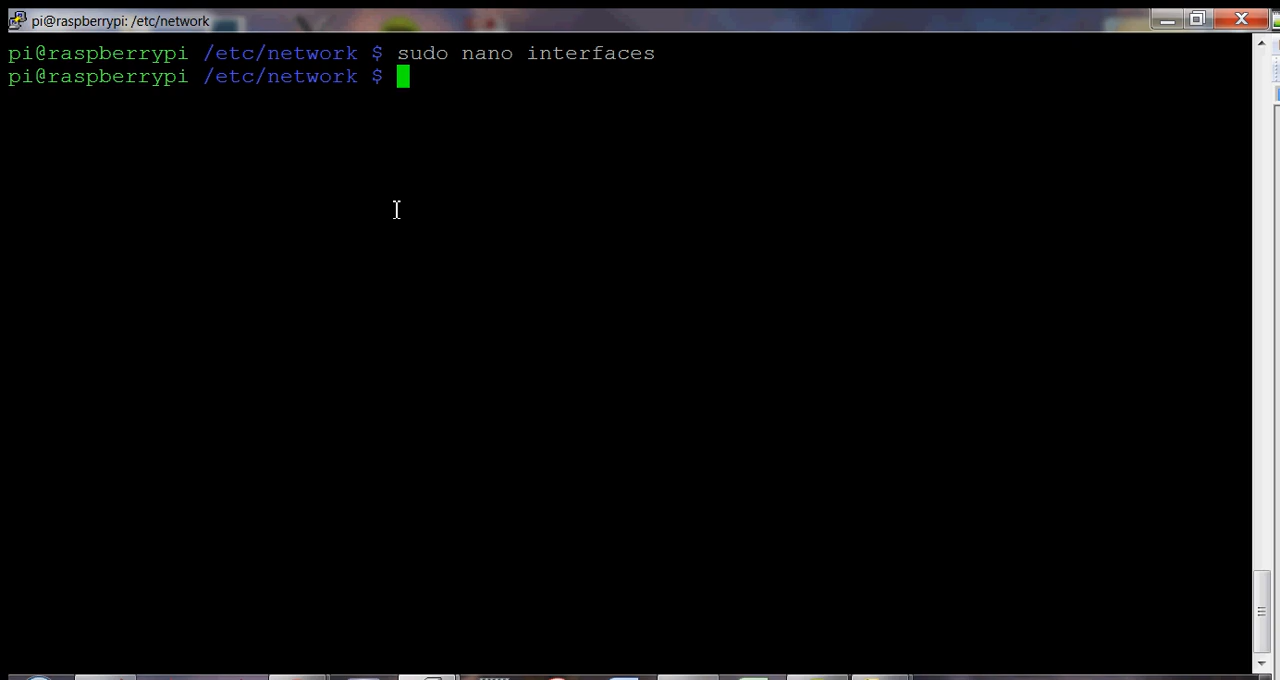 pi@raspberrypi: /etc/network
pi@raspberrypi /etc/network $ sudo nano interfaces
pi@raspberrypi /etc/network $